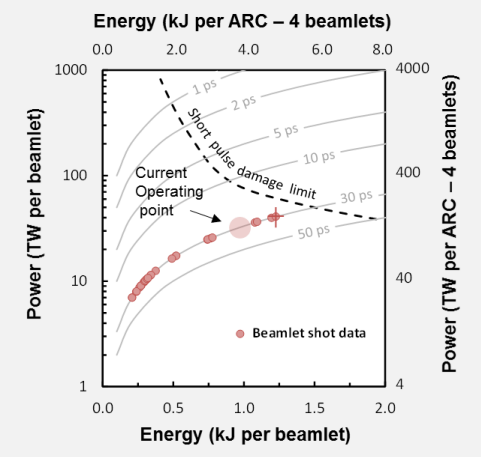 Energy (kJ per ARC – 4 beamlets)
0.0 2.0 4.0 6.0 8.0
1000
100
10
1
Power (TW per beamlet)
4000
400
40
4
Power (TW per ARC – 4 beamlets)
1 ps
2 ps
5 ps
10 ps
30 ps
50 ps
Short pulse damage limit
Current
Operating
point
Beamlet shot data
0.0 0.5 1.0 1.5 2.0
Energy (kJ per beamlet)